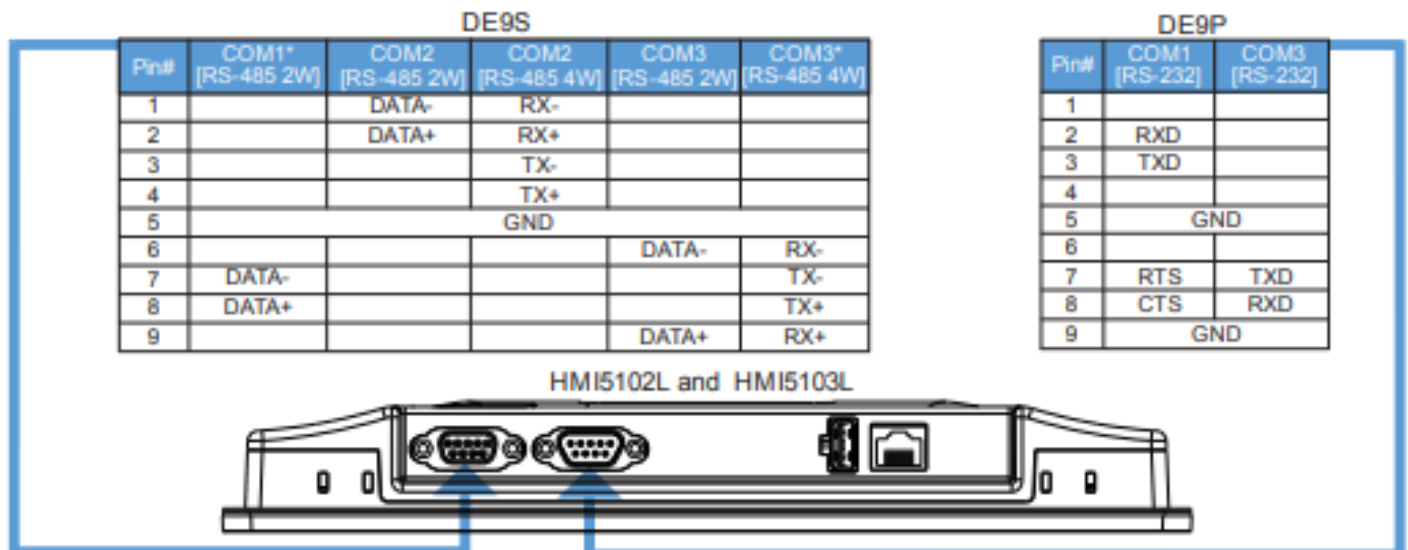 DE9S
Pin# COM1* [RS-485 2W] COM2 [RS-485 2W] COM2 [RS-485 4W] COM3 [RS-485 2W] COM3* [RS-485 4W]
1 DATA- RX-
2 DATA+ RX+
3 TX-
4 TX+
5 GND
6 DATA- RX-
7 DATA- TX-
8 DATA+ TX+
9 DATA+ RX+
DE9P
Pin# COM1 [RS-232] COM3 [RS-232]
1
2 RXD
3 TXD
4
5 GND
6
7 RTS TXD
8 CTS RXD
9 GND
HMI5102L and HMI5103L